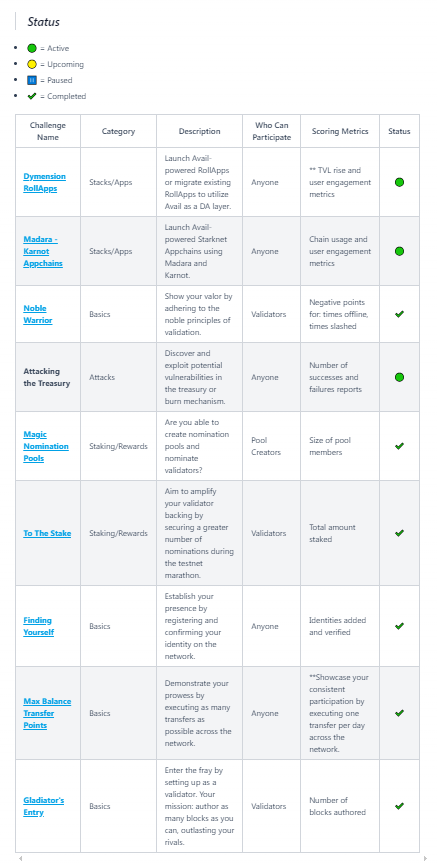 Status
= Active
= Upcoming
= Paused
= Completed
Challenge
Name
Category
Description
Who Can
Participate
Scoring Metrics
Status
Dymension
RollApps
Stacks/Apps
Launch Avail-
powered RollApps
or migrate existing
RollApps to utilize
Avail as a DA layer.
Anyone
** TVL rise and
user engagement
metrics
Madara -
Karnot
Appchains
Stacks/Apps
Launch Avail-
powered Starknet
Appchains using
Madara and
Karnot.
Anyone
Chain usage and
user engagement
metrics
Noble
Warrior
Basics
Show your valor by
adhering to the
noble principles of
validation.
Validators
Negative points
for: times offline,
times slashed
Attacking
the Treasury
Attacks
Discover and
exploit potential
vulnerabilities in
the treasury or
burn mechanism.
Anyone
Number of
successes and
failures reports
Magic
Nomination
Pools
Staking/Rewards
Are you able to
create nomination
pools and
nominate
validators?
Pool
Creators
Size of pool
members
To The Stake
Staking/Rewards
Aim to amplify
your validator
backing by
securing a greater
number of
nominations during
the testnet
marathon.
Validators
Total amount
staked
Finding
Yourself
Basics
Establish your
presence by
registering and
confirming your
identity on the
network.
Anyone
Identities added
and verified
Max Balance
Transfer
Points
Basics
Demonstrate your
prowess by
executing as many
transfers as
possible across the
network.
Anyone
**Showcase your
consistent
participation by
executing one
transfer per day
across the
network.
Gladiator's
Entry
Basics
Enter the fray by
setting up as a
validator. Your
mission: author as
many blocks as you
can, outlasting your
rivals.
Validators
Number of
blocks authored